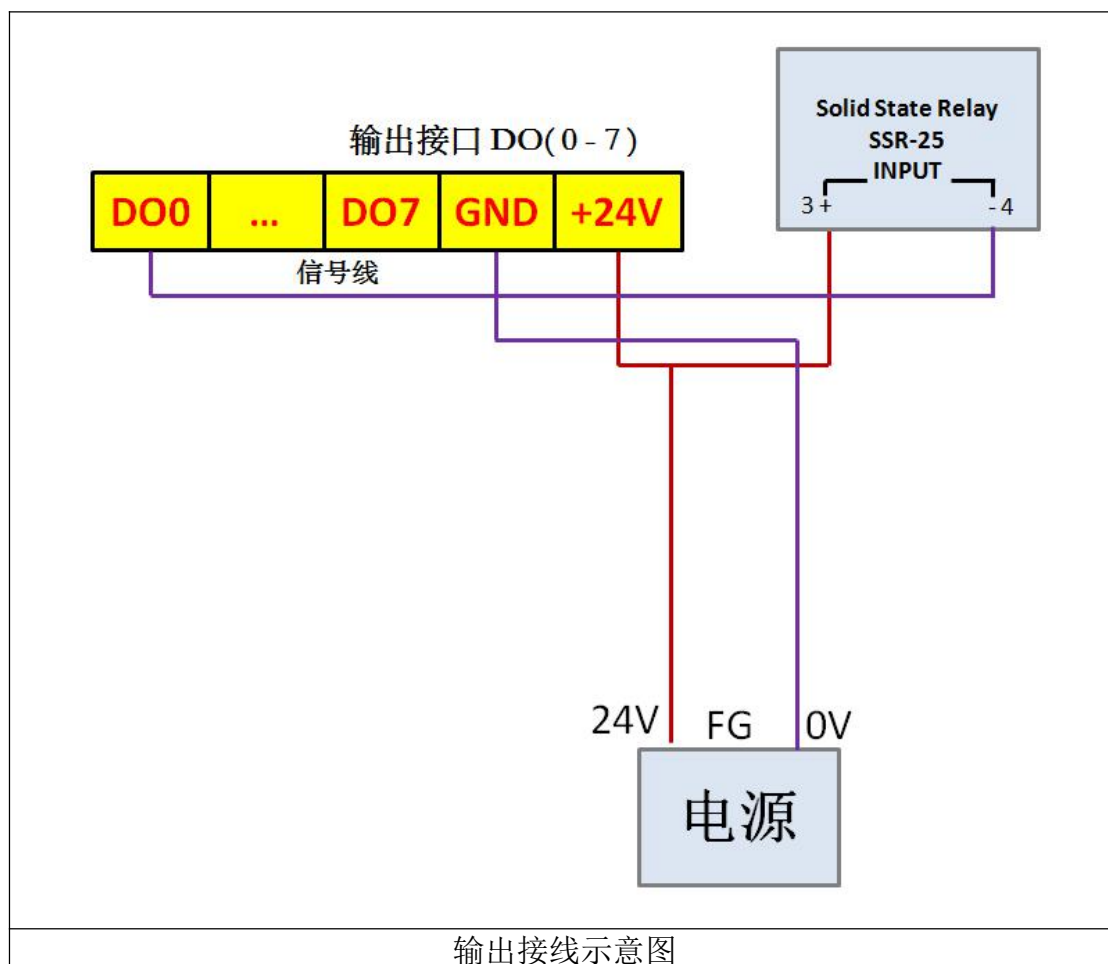 Solid State Relay
SSR-25
INPUT
3 + - 4
输出接口 DO( 0 - 7 )
DO0 ... DO7 GND +24V
信号线
24V FG 0V
电源
输出接线示意图